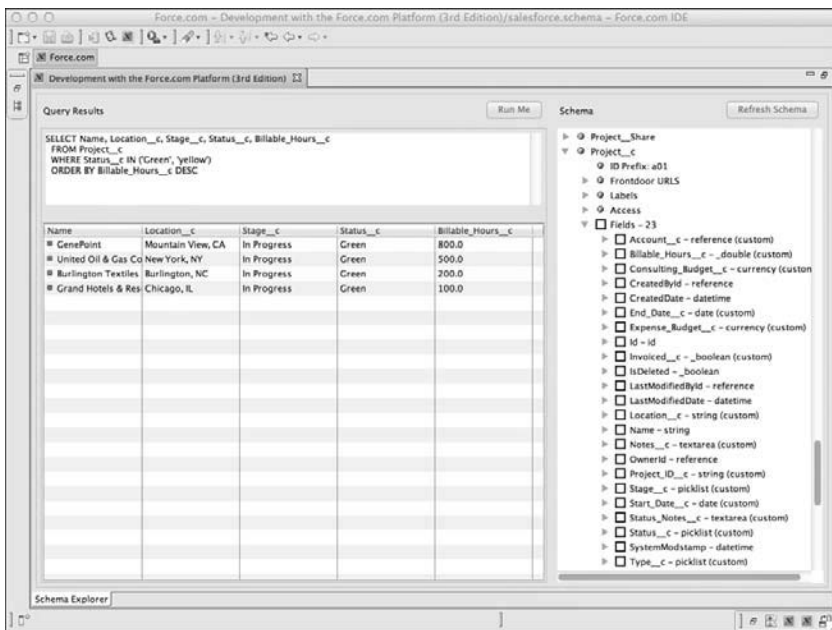 Force.com – Development with the Force.com Platform (3rd Edition)/salesforce.schema – Force.com IDE
Force.com
Development with the Force.com Platform (3rd Edition)
Query Results
Run Me
SELECT Name, Location__c, Stage__c, Status__c, Billable_Hours__c
FROM Project__c
WHERE Status__c IN ('Green', 'yellow')
ORDER BY Billable_Hours__c DESC
Name Location__c Stage__c Status__c Billable_Hours__c
GenePoint Mountain View, CA In Progress Green 800.0
United Oil & Gas Co New York, NY In Progress Green 500.0
Burlington Textiles Burlington, NC In Progress Green 200.0
Grand Hotels & Res Chicago, IL In Progress Green 100.0
Schema
Refresh Schema
Project__Share
Project__c
ID Prefix: a01
Frontdoor URLS
Labels
Access
Fields – 23
Account__c – reference (custom)
Billable_Hours__c – _double (custom)
Consulting_Budget__c – currency (custon
CreatedById – reference
CreatedDate – datetime
End_Date__c – date (custom)
Expense_Budget__c – currency (custom)
Id – id
Invoiced__c – _boolean (custom)
IsDeleted – _boolean
LastModifiedById – reference
LastModifiedDate – datetime
Location__c – string (custom)
Name – string
Notes__c – textarea (custom)
OwnerId – reference
Project_ID__c – string (custom)
Stage__c – picklist (custom)
Start_Date__c – date (custom)
Status_Notes__c – textarea (custom)
Status__c – picklist (custom)
SystemModstamp – datetime
Type__c – picklist (custom)
Schema Explorer